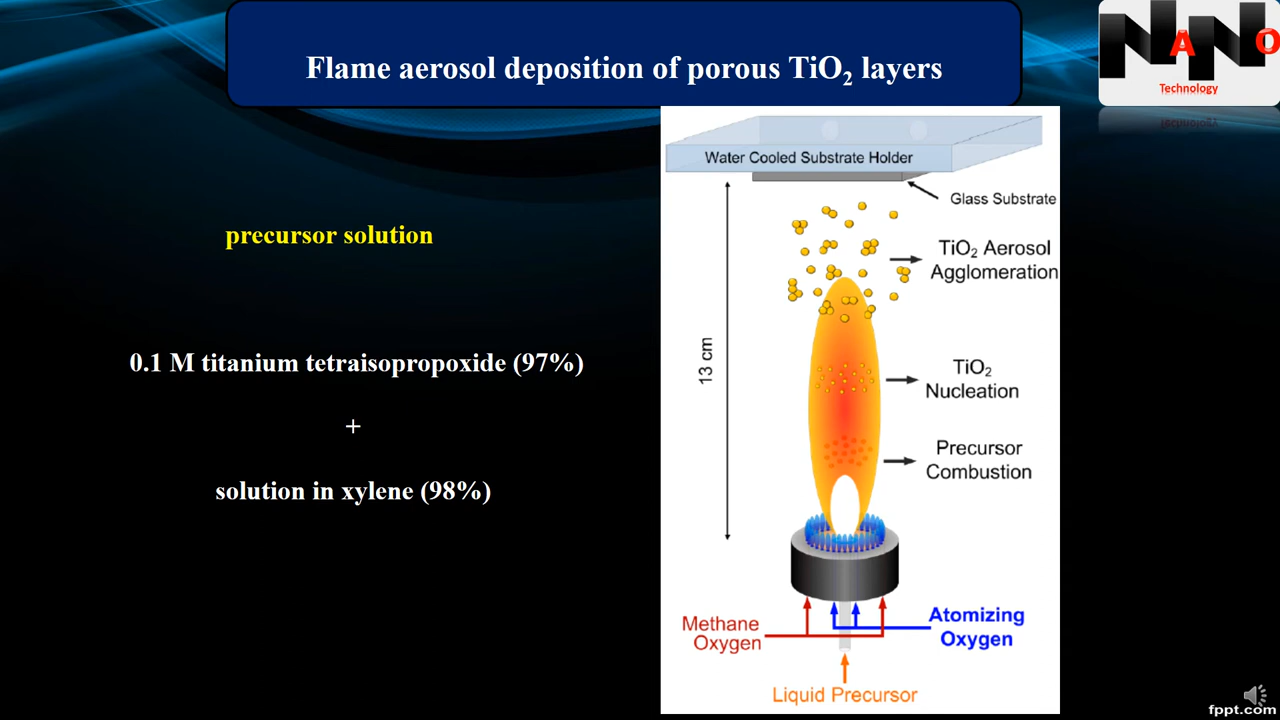 Flame aerosol deposition of porous TiO₂ layers
NANO
Technology
precursor solution
0.1 M titanium tetraisopropoxide (97%)
+
solution in xylene (98%)
Water Cooled Substrate Holder
Glass Substrate
TiO₂ Aerosol
Agglomeration
13 cm
TiO₂
Nucleation
Precursor
Combustion
Methane
Oxygen
Atomizing
Oxygen
Liquid Precursor
fppt.com